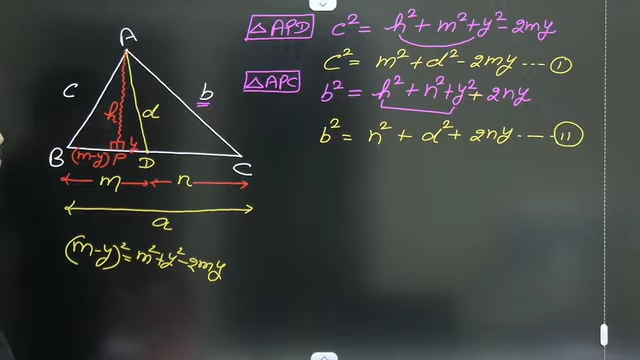 △APD c² = h² + m² + y² - 2my
c² = m² + d² - 2my --- ①
△APC b² = h² + n² + y² + 2ny
b² = n² + d² + 2ny --- ⑪
A
c
b
h
d
B
(m-y)
P
y
D
C
m
n
a
(m-y)² = m² + y² - 2my